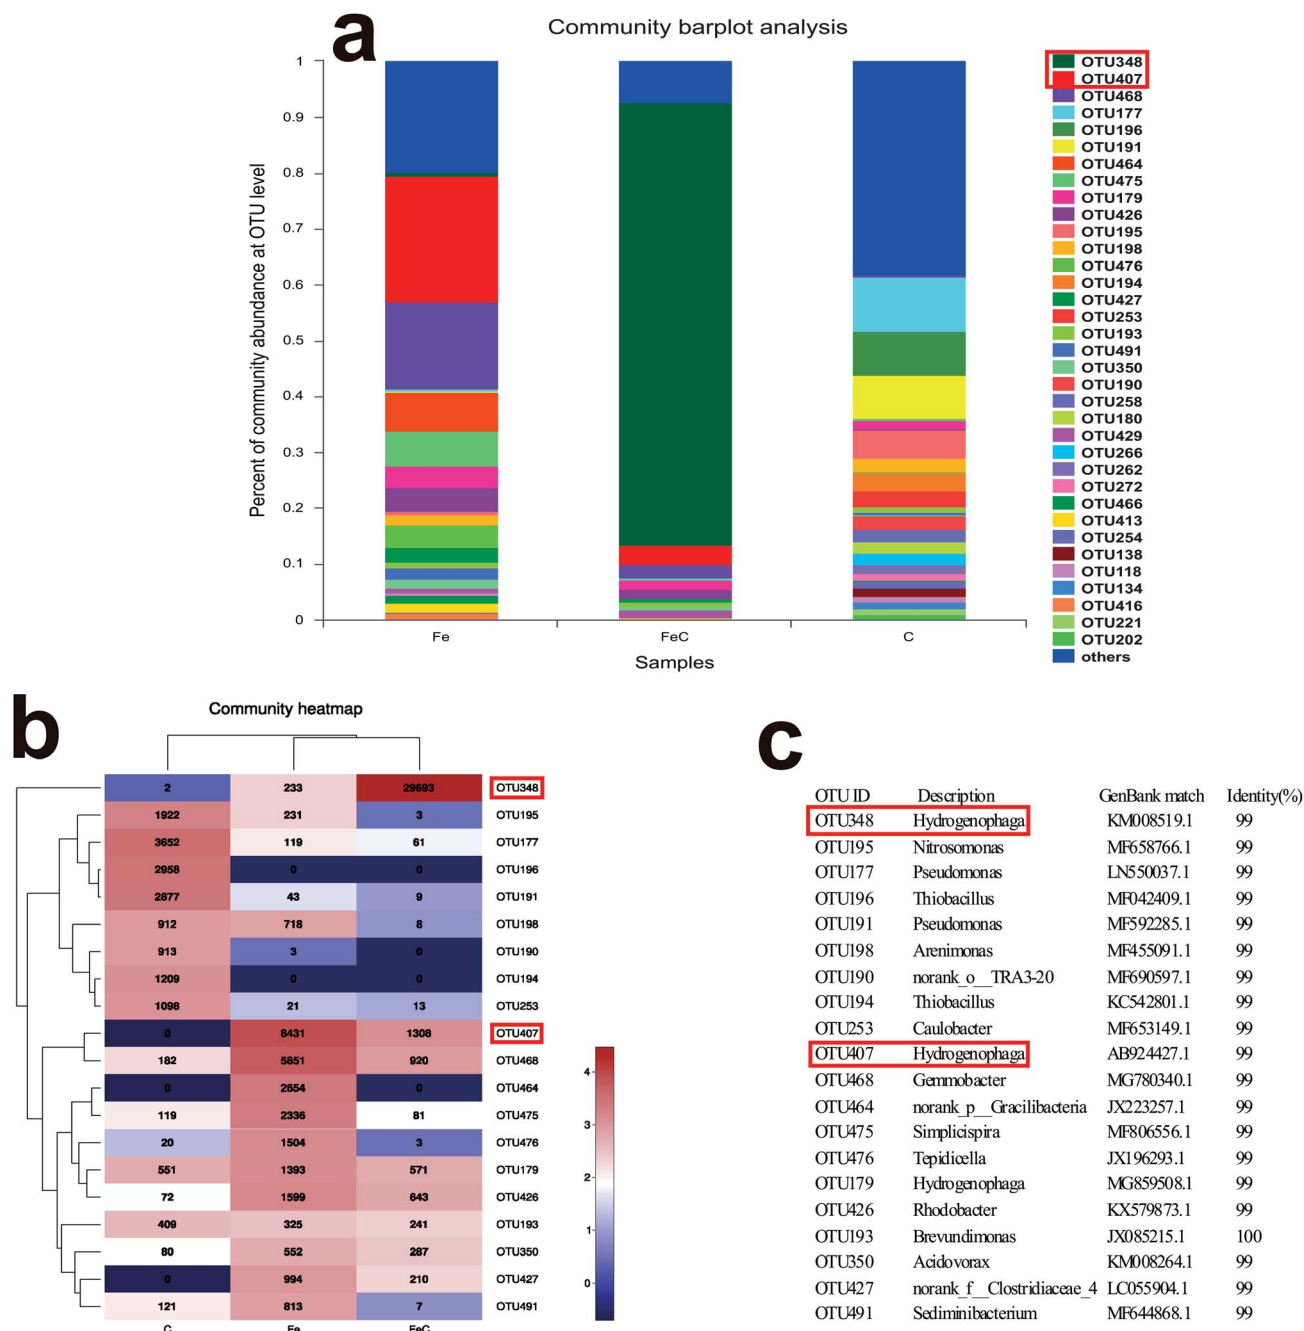 a
Community barplot analysis
Percent of community abundance at OTU level
1
0.9
0.8
0.7
0.6
0.5
0.4
0.3
0.2
0.1
0
Fe FeC C
Samples
OTU348
OTU407
OTU468
OTU177
OTU196
OTU191
OTU464
OTU475
OTU179
OTU426
OTU195
OTU198
OTU476
OTU194
OTU427
OTU253
OTU193
OTU491
OTU350
OTU190
OTU258
OTU180
OTU429
OTU266
OTU262
OTU272
OTU466
OTU413
OTU254
OTU138
OTU118
OTU134
OTU416
OTU221
OTU202
others
b
Community heatmap
2 233 29693 OTU348
1922 231 3 OTU195
3652 119 61 OTU177
2958 0 0 OTU196
2877 43 9 OTU191
912 718 8 OTU198
913 3 0 OTU190
1209 0 0 OTU194
1098 21 13 OTU253
0 8431 1308 OTU407
182 5851 920 OTU468
0 2654 0 OTU464
119 2336 81 OTU475
20 1504 3 OTU476
551 1393 571 OTU179
72 1599 643 OTU426
409 325 241 OTU193
80 552 287 OTU350
0 994 210 OTU427
121 813 7 OTU491
C Fe FeC
4
3
2
1
0
c
OTU ID Description GenBank match Identity(%)
OTU348 Hydrogenophaga KM008519.1 99
OTU195 Nitrosomonas MF658766.1 99
OTU177 Pseudomonas LN550037.1 99
OTU196 Thiobacillus MF042409.1 99
OTU191 Pseudomonas MF592285.1 99
OTU198 Arenimonas MF455091.1 99
OTU190 norank_o__TRA3-20 MF690597.1 99
OTU194 Thiobacillus KC542801.1 99
OTU253 Caulobacter MF653149.1 99
OTU407 Hydrogenophaga AB924427.1 99
OTU468 Gemmobacter MG780340.1 99
OTU464 norank_p__Gracilibacteria JX223257.1 99
OTU475 Simplicispira MF806556.1 99
OTU476 Tepidicella JX196293.1 99
OTU179 Hydrogenophaga MG859508.1 99
OTU426 Rhodobacter KX579873.1 99
OTU193 Brevundimonas JX085215.1 100
OTU350 Acidovorax KM008264.1 99
OTU427 norank_f__Clostridiaceae_4 LC055904.1 99
OTU491 Sediminibacterium MF644868.1 99